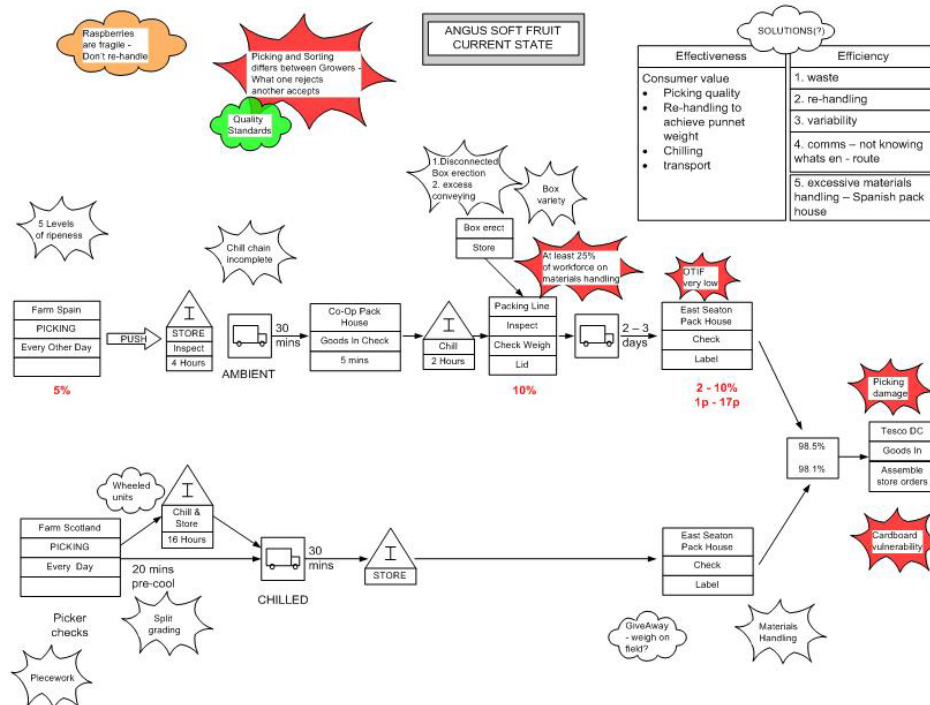 Raspberries
are fragile -
Don't re-handle
Picking and Sorting
differs between Growers -
What one rejects
another accepts
Quality
Standards
ANGUS SOFT FRUIT
CURRENT STATE
SOLUTIONS(?)
Effectiveness
Consumer value
• Picking quality
• Re-handling to
achieve punnet
weight
• Chilling
• transport
Efficiency
1. waste
2. re-handling
3. variability
4. comms – not knowing
whats en - route
5. excessive materials
handling – Spanish pack
house
5 Levels
of ripeness
Chill chain
incomplete
1.Disconnected
Box erection
2. excess
conveying
Box
variety
Box erect
Store
At least 25%
of workforce on
materials handling
OTIF
very low
Farm Spain
PICKING
Every Other Day
5%
PUSH
I
STORE
Inspect
4 Hours
AMBIENT
30
mins
Co-Op Pack
House
Goods In Check
5 mins
I
Chill
2 Hours
Packing Line
Inspect
Check Weigh
Lid
10%
2 – 3
days
East Seaton
Pack House
Check
Label
2 - 10%
1p - 17p
Picking
damage
98.5%
98.1%
Tesco DC
Goods In
Assemble
store orders
Cardboard
vulnerability
Wheeled
units
I
Chill &
Store
16 Hours
Farm Scotland
PICKING
Every Day
20 mins
pre-cool
CHILLED
30
mins
I
STORE
East Seaton
Pack House
Check
Label
Picker
checks
Split
grading
Piecework
GiveAway
- weigh on
field?
Materials
Handling